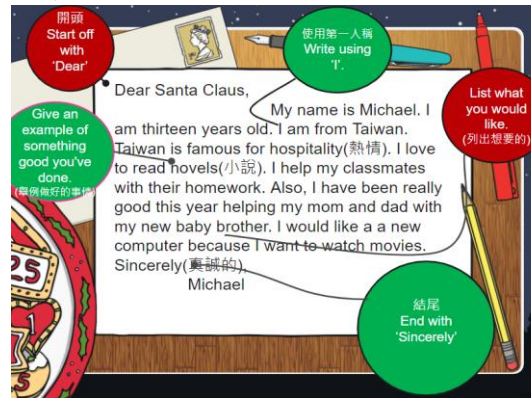 開頭
Start off
with
‘Dear’
使用第一人稱
Write using
‘I’.
List what
you would
like.
(列出想要的)
Give an
example of
something
good you've
done.
(舉例做好的事情)
Dear Santa Claus,
My name is Michael. I
am thirteen years old. I am from Taiwan.
Taiwan is famous for hospitality(熱情). I love
to read novels(小說). I help my classmates
with their homework. Also, I have been really
good this year helping my mom and dad with
my new baby brother. I would like a a new
computer because I want to watch movies.
Sincerely(真誠的),
Michael
結尾
End with
‘Sincerely’
25
1
5